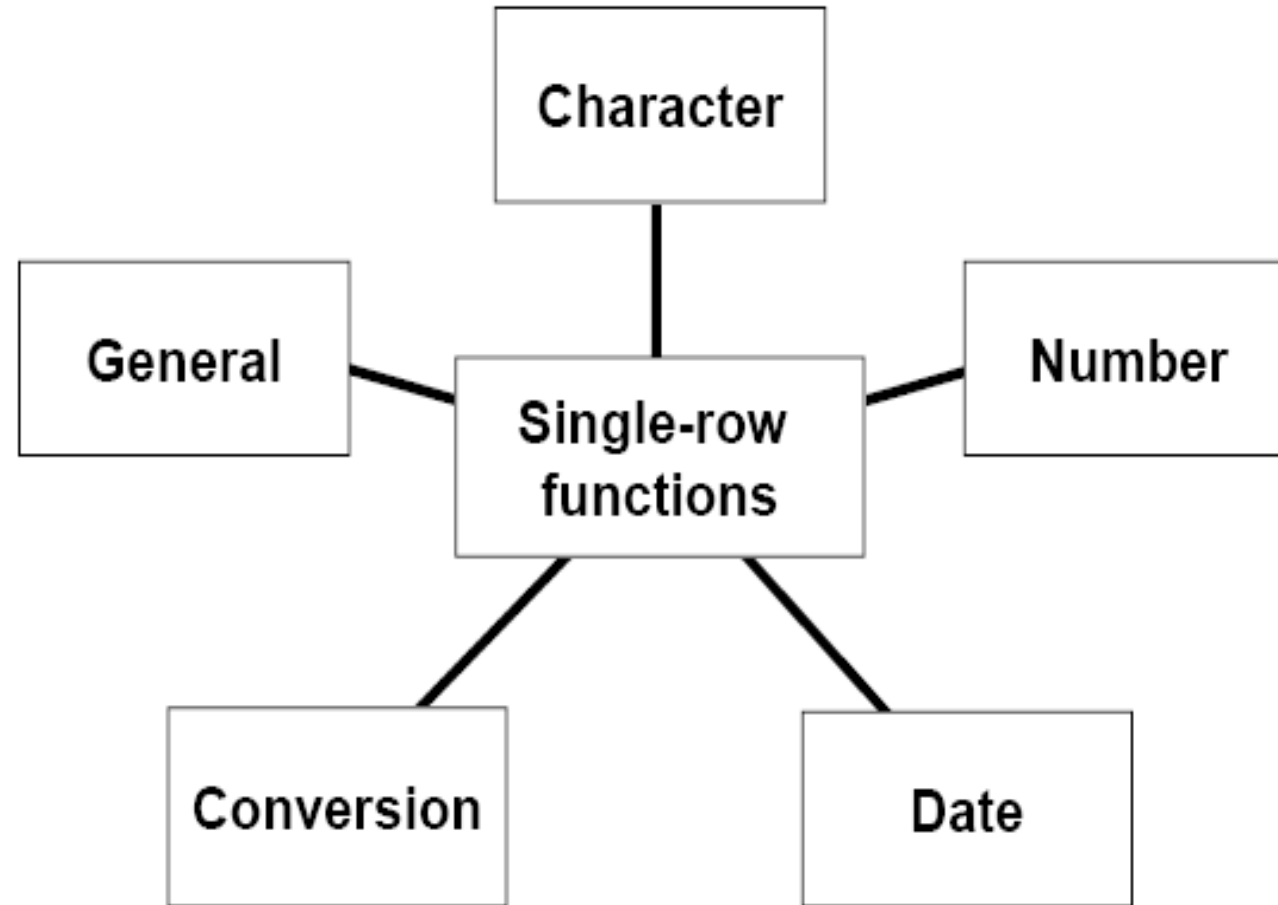 Character
General
Number
Single-row
functions
Conversion
Date